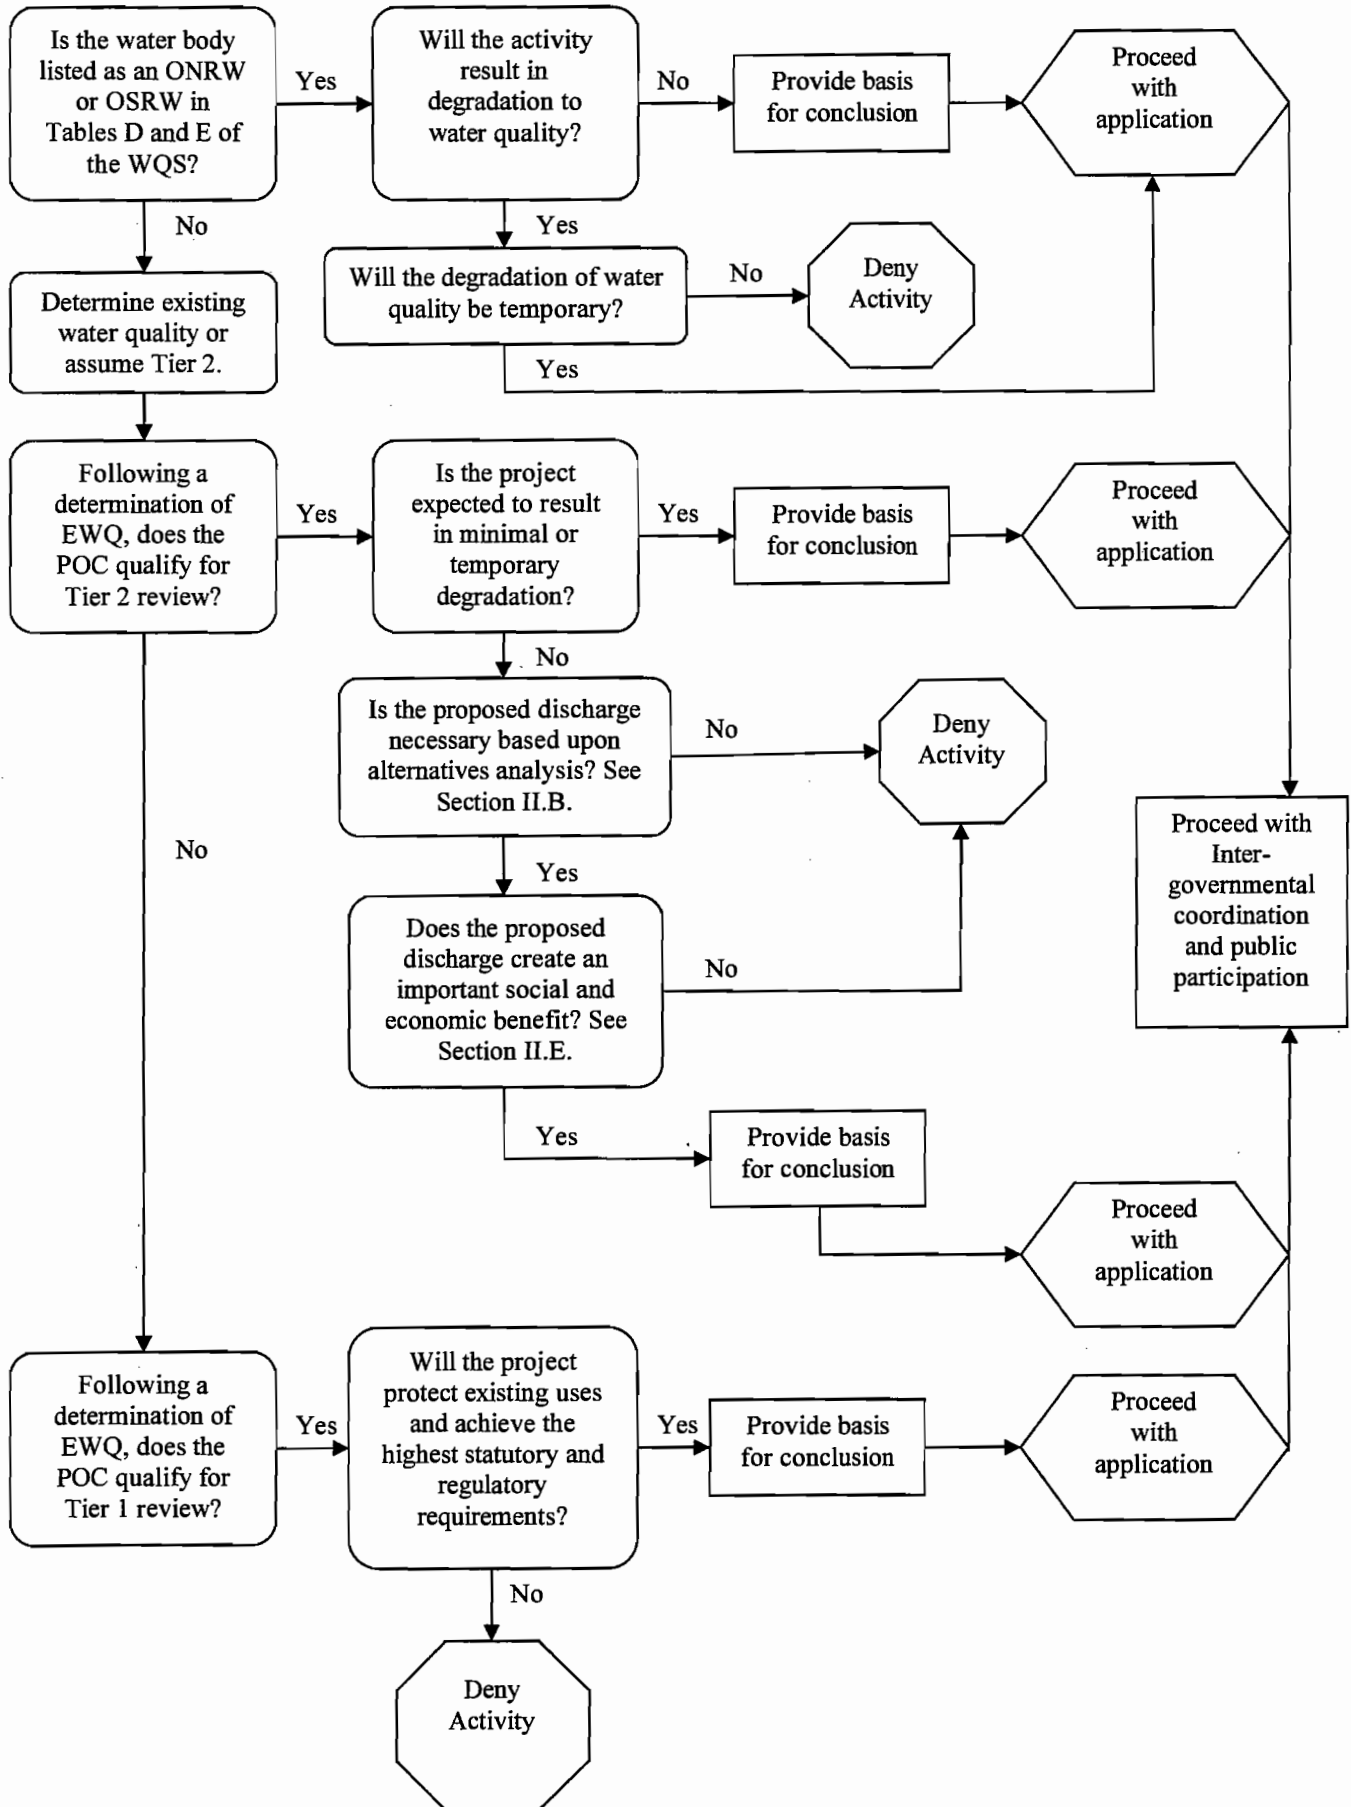 Is the water body
listed as an ONRW
or OSRW in
Tables D and E of
the WQS?
Yes
Will the activity
result in
degradation to
water quality?
No
Provide basis
for conclusion
Proceed
with
application
No
Yes
Determine existing
water quality or
assume Tier 2.
Will the degradation of water
quality be temporary?
No
Deny
Activity
Yes
Following a
determination of
EWQ, does the
POC qualify for
Tier 2 review?
Yes
Is the project
expected to result
in minimal or
temporary
degradation?
Yes
Provide basis
for conclusion
Proceed
with
application
No
Is the proposed discharge
necessary based upon
alternatives analysis? See
Section II.B.
No
Deny
Activity
Proceed with
Inter-
governmental
coordination
and public
participation
No
Yes
Does the proposed
discharge create an
important social and
economic benefit? See
Section II.E.
No
Yes
Provide basis
for conclusion
Proceed
with
application
Following a
determination of
EWQ, does the
POC qualify for
Tier 1 review?
Yes
Will the project
protect existing uses
and achieve the
highest statutory and
regulatory
requirements?
Yes
Provide basis
for conclusion
Proceed
with
application
No
Deny
Activity